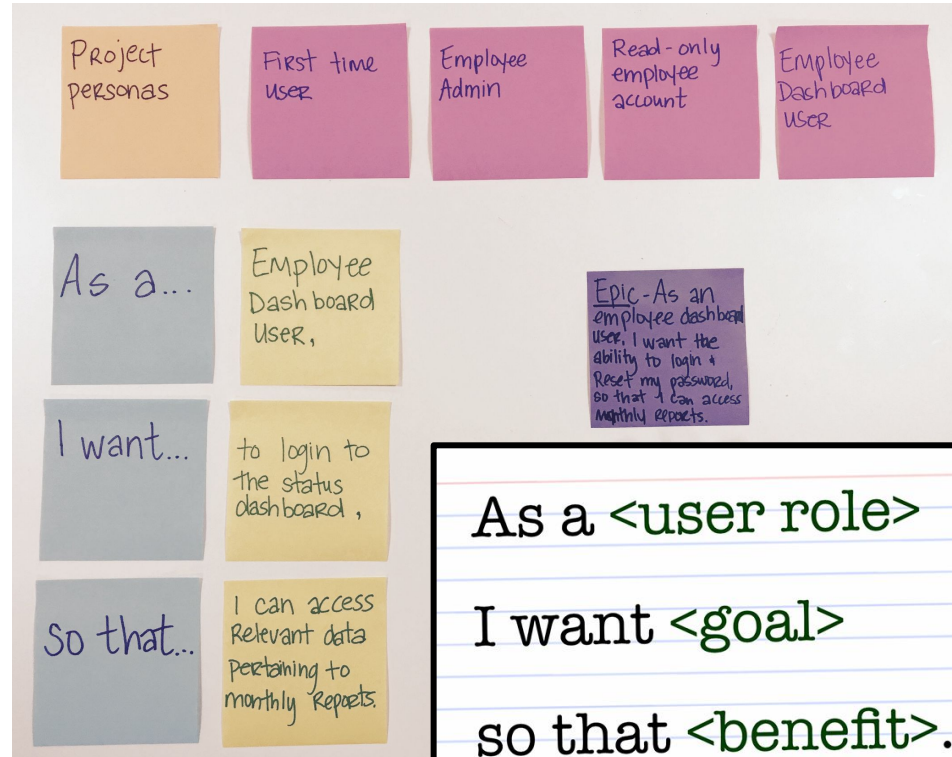 Project
personas
First time
user
Employee
Admin
Read-only
employee
account
Employee
Dashboard
User
As a...
Employee
Dashboard
User,
Epic - As an
employee dashboard
user, I want the
ability to login &
Reset my password,
so that I can access
monthly Reports.
I want...
to login to
the status
dashboard,
so that...
I can access
Relevant data
pertaining to
monthly Reports.
As a <user role>
I want <goal>
so that <benefit>.